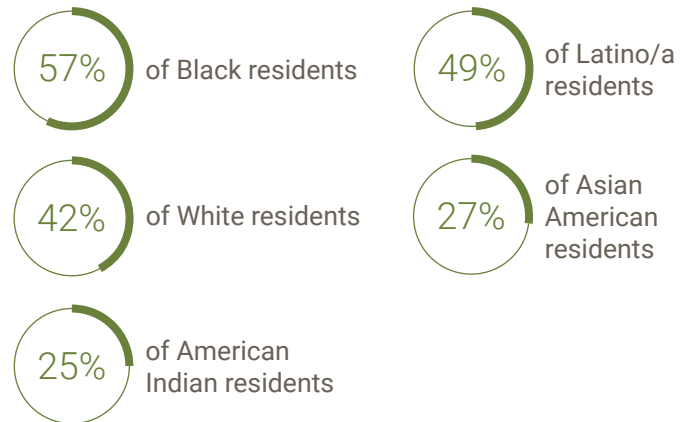 57%
of Black residents
49%
of Latino/a
residents
42%
of White residents
27%
of Asian
American
residents
25%
of American
Indian residents